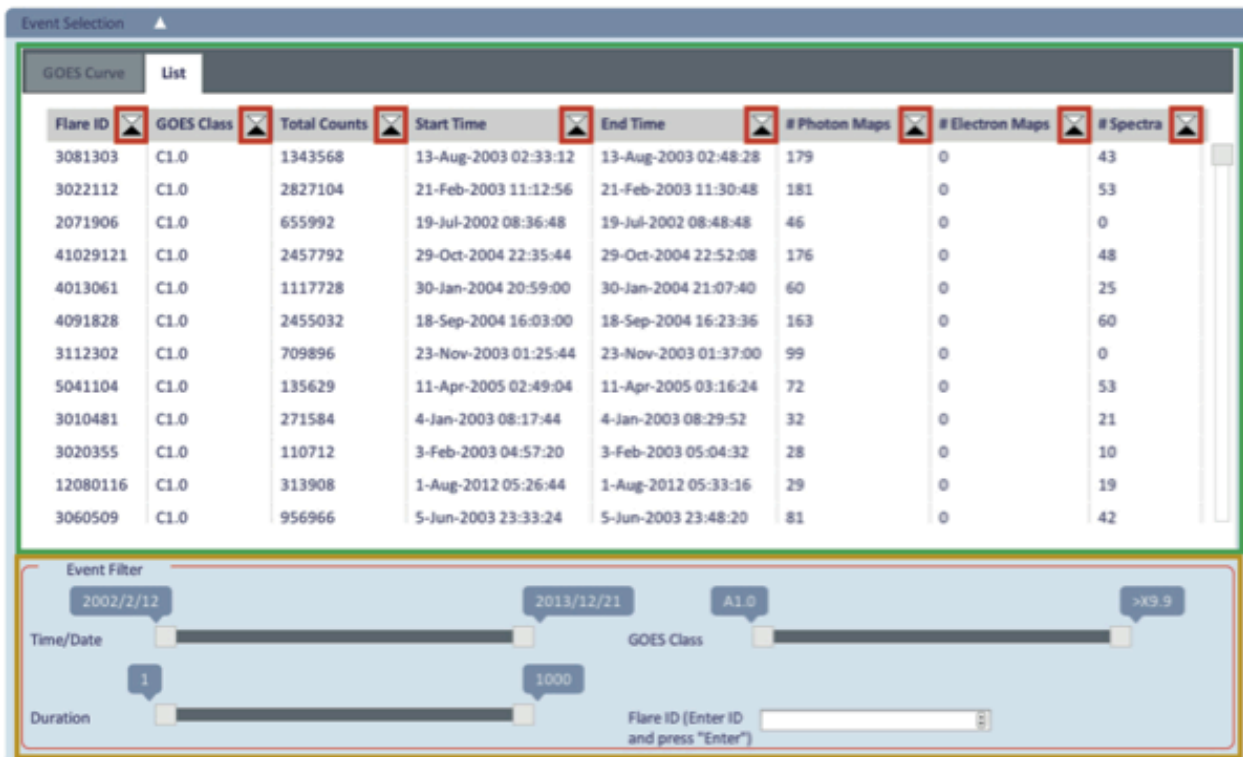 Event Selection
GOES Curve List
Flare ID GOES Class Total Counts Start Time End Time # Photon Maps # Electron Maps # Spectra
3081303 C1.0 1343568 13-Aug-2003 02:33:12 13-Aug-2003 02:48:28 179 0 43
3022112 C1.0 2827104 21-Feb-2003 11:12:56 21-Feb-2003 11:30:48 181 0 53
2071906 C1.0 655992 19-Jul-2002 08:36:48 19-Jul-2002 08:48:48 46 0 0
41029121 C1.0 2457792 29-Oct-2004 22:35:44 29-Oct-2004 22:52:08 176 0 48
4013061 C1.0 1117728 30-Jan-2004 20:59:00 30-Jan-2004 21:07:40 60 0 25
4091828 C1.0 2455032 18-Sep-2004 16:03:00 18-Sep-2004 16:23:36 163 0 60
3112302 C1.0 709896 23-Nov-2003 01:25:44 23-Nov-2003 01:37:00 99 0 0
5041104 C1.0 135629 11-Apr-2005 02:49:04 11-Apr-2005 03:16:24 72 0 53
3010481 C1.0 271584 4-Jan-2003 08:17:44 4-Jan-2003 08:29:52 32 0 21
3020355 C1.0 110712 3-Feb-2003 04:57:20 3-Feb-2003 05:04:32 28 0 10
12080116 C1.0 313908 1-Aug-2012 05:26:44 1-Aug-2012 05:33:16 29 0 19
3060509 C1.0 956966 5-Jun-2003 23:33:24 5-Jun-2003 23:48:20 81 0 42
Event Filter
2002/2/12 2013/12/21 A1.0 >X9.9
Time/Date GOES Class
1 1000
Duration Flare ID (Enter ID
and press "Enter")